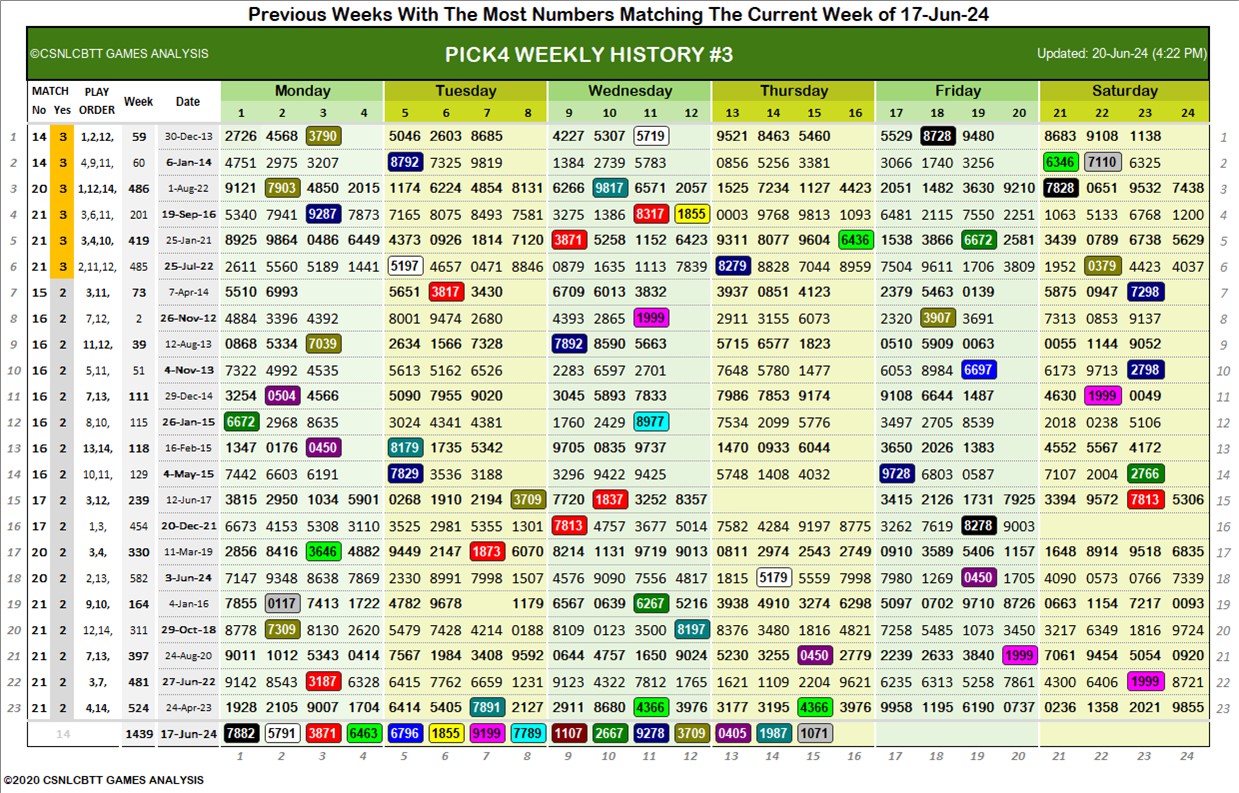 Previous Weeks With The Most Numbers Matching The Current Week of 17-Jun-24
©CSNLCBTT GAMES ANALYSIS PICK4 WEEKLY HISTORY #3 Updated: 20-Jun-24 (4:22 PM)
MATCH PLAY Week Date Monday Tuesday Wednesday Thursday Friday Saturday
No Yes ORDER 1 2 3 4 5 6 7 8 9 10 11 12 13 14 15 16 17 18 19 20 21 22 23 24
1 14 3 1,2,12, 59 30-Dec-13 2726 4568 3790 5046 2603 8685 4227 5307 5719 9521 8463 5460 5529 8728 9480 8683 9108 1138 1
2 14 3 4,9,11, 60 6-Jan-14 4751 2975 3207 8792 7325 9819 1384 2739 5783 0856 5256 3381 3066 1740 3256 6346 7110 6325 2
3 20 3 1,12,14, 486 1-Aug-22 9121 7903 4850 2015 1174 6224 4854 8131 6266 9817 6571 2057 1525 7234 1127 4423 2051 1482 3630 9210 7828 0651 9532 7438 3
4 21 3 3,6,11, 201 19-Sep-16 5340 7941 9287 7873 7165 8075 8493 7581 3275 1386 8317 1855 0003 9768 9813 1093 6481 2115 7550 2251 1063 5133 6768 1200 4
5 21 3 3,4,10, 419 25-Jan-21 8925 9864 0486 6449 4373 0926 1814 7120 3871 5258 1152 6423 9311 8077 9604 6436 1538 3866 6672 2581 3439 0789 6738 5629 5
6 21 3 2,11,12, 485 25-Jul-22 2611 5560 5189 1441 5197 4657 0471 8846 0879 1635 1113 7839 8279 8828 7044 8959 7504 9611 1706 3809 1952 0379 4423 4037 6
7 15 2 3,11, 73 7-Apr-14 5510 6993 5651 3817 3430 6709 6013 3832 3937 0851 4123 2379 5463 0139 5875 0947 7298 7
8 16 2 7,12, 2 26-Nov-12 4884 3396 4392 8001 9474 2680 4393 2865 1999 2911 3155 6073 2320 3907 3691 7313 0853 9137 8
9 16 2 11,12, 39 12-Aug-13 0868 5334 7039 2634 1566 7328 7892 8590 5663 5715 6577 1823 0510 5909 0063 0055 1144 9052 9
10 16 2 5,11, 51 4-Nov-13 7322 4992 4535 5613 5162 6526 2283 6597 2701 7648 5780 1477 6053 8984 6697 6173 9713 2798 10
11 16 2 7,13, 111 29-Dec-14 3254 0504 4566 5090 7955 9020 3045 5893 7833 7986 7853 9174 9108 6644 1487 4630 1999 0049 11
12 16 2 8,10, 115 26-Jan-15 6672 2968 8635 3024 4341 4381 1760 2429 8977 7534 2099 5776 3497 2705 8539 2018 0238 5106 12
13 16 2 13,14, 118 16-Feb-15 1347 0176 0450 8179 1735 5342 9705 0835 9737 1470 0933 6044 3650 2026 1383 4552 5567 4172 13
14 16 2 10,11, 129 4-May-15 7442 6603 6191 7829 3536 3188 3296 9422 9425 5748 1408 4032 9728 6803 0587 7107 2004 2766 14
15 17 2 3,12, 239 12-Jun-17 3815 2950 1034 5901 0268 1910 2194 3709 7720 1837 3252 8357 3415 2126 1731 7925 3394 9572 7813 5306 15
16 17 2 1,3, 454 20-Dec-21 6673 4153 5308 3110 3525 2981 5355 1301 7813 4757 3677 5014 7582 4284 9197 8775 3262 7619 8278 9003 16
17 20 2 3,4, 330 11-Mar-19 2856 8416 3646 4882 9449 2147 1873 6070 8214 1131 9719 9013 0811 2974 2543 2749 0910 3589 5406 1157 1648 8914 9518 6835 17
18 20 2 2,13, 582 3-Jun-24 7147 9348 8638 7869 2330 8991 7998 1507 4576 9090 7556 4817 1815 5179 5559 7998 7980 1269 0450 1705 4090 0573 0766 7339 18
19 21 2 9,10, 164 4-Jan-16 7855 0117 7413 1722 4782 9678 1179 6567 0639 6267 5216 3938 4910 3274 6298 5097 0702 9710 8726 0663 1154 7217 0093 19
20 21 2 12,14, 311 29-Oct-18 8778 7309 8130 2620 5479 7428 4214 0188 8109 0123 3500 8197 8376 3480 1816 4821 7258 5485 1073 3450 3217 6349 1816 9724 20
21 21 2 7,13, 397 24-Aug-20 9011 1012 5343 0414 7567 1984 3408 9592 0644 4757 1650 9024 5230 3255 0450 2779 2239 2633 3840 1999 7061 9454 5054 0920 21
22 21 2 3,7, 481 27-Jun-22 9142 8543 3187 6328 6415 7762 6659 1231 9123 4322 7812 1765 1621 1109 2204 9621 6235 6313 5258 7861 4300 6406 1999 8721 22
23 21 2 4,14, 524 24-Apr-23 1928 2105 9007 1704 6414 5405 7891 2127 2911 8680 4366 3976 3177 3195 4366 3976 9958 1195 6190 0737 0236 1358 2021 9855 23
14 1439 17-Jun-24 7882 5791 3871 6463 6796 1855 9199 7789 1107 2667 9278 3709 0405 1987 1071
1 2 3 4 5 6 7 8 9 10 11 12 13 14 15 16 17 18 19 20 21 22 23 24
©2020 CSNLCBTT GAMES ANALYSIS